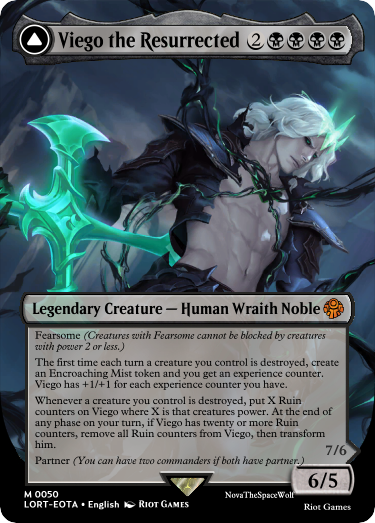 Viego the Resurrected 2
Legendary Creature — Human Wraith Noble
Fearsome (Creatures with Fearsome cannot be blocked by creatures
with power 2 or less.)
The first time each turn a creature you control is destroyed, create
an Encroaching Mist token and you get an experience counter.
Viego has +1/+1 for each experience counter you have.
Whenever a creature you control is destroyed, put X Ruin
counters on Viego where X is that creatures power. At the end of
any phase on your turn, if Viego has twenty or more Ruin
counters, remove all Ruin counters from Viego, then transform
him.
7/6
Partner (You can have two commanders if both have partner.)
6/5
M 0050
NovaTheSpaceWolf
LORT-EOTA • English Riot Games
Riot Games